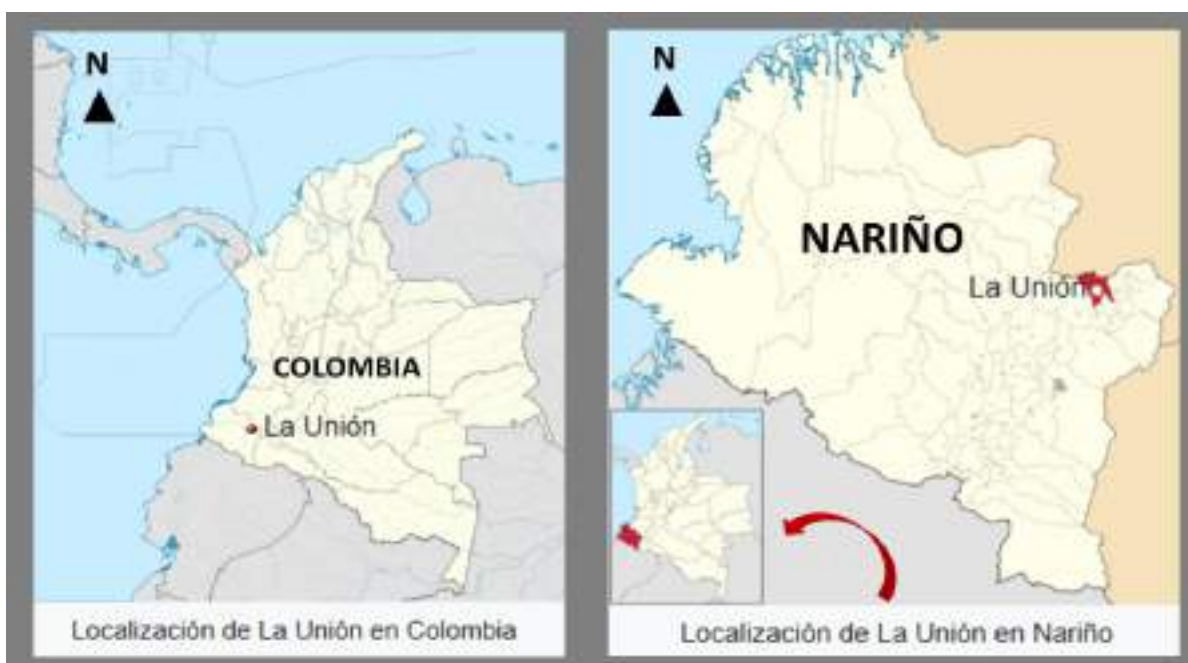 N
COLOMBIA
La Unión
Localización de La Unión en Colombia
N
NARIÑO
La Unión
Localización de La Unión en Nariño